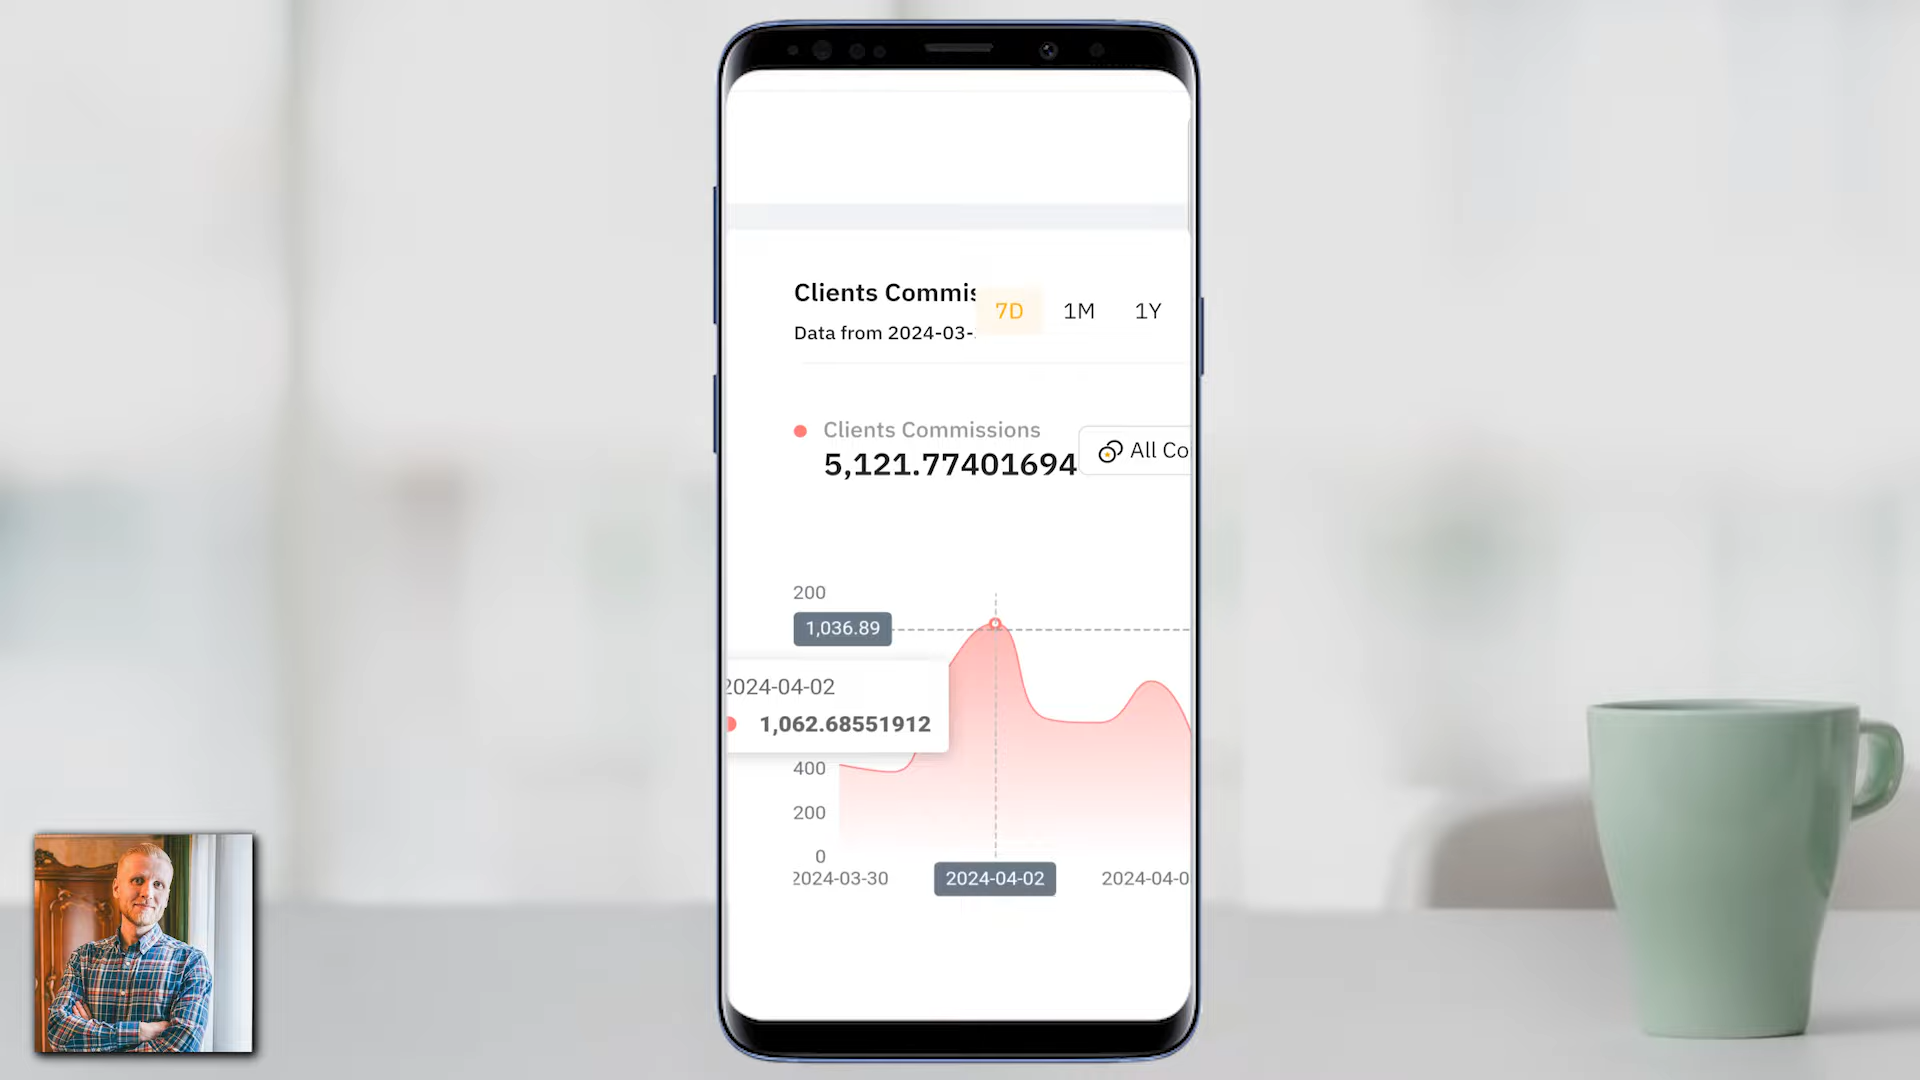 Clients Commis
7D 1M 1Y
Data from 2024-03-
Clients Commissions
All Co
5,121.77401694
200
1,036.89
2024-04-02
1,062.68551912
400
200
0
2024-03-30 2024-04-02 2024-04-0